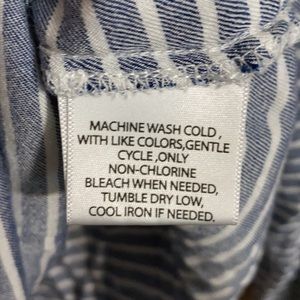 MACHINE WASH COLD ,
WITH LIKE COLORS,GENTLE
CYCLE ,ONLY
NON-CHLORINE
BLEACH WHEN NEEDED,
TUMBLE DRY LOW,
COOL IRON IF NEEDED.